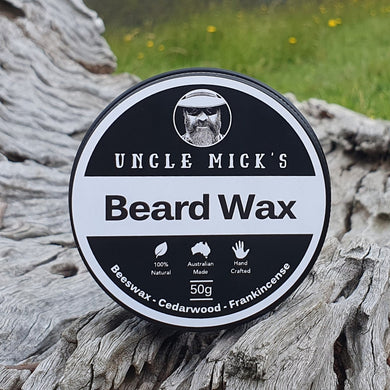 UNCLE MICK'S
Beard Wax
100% Natural
Australian Made
Hand Crafted
50g
Beeswax - Cedarwood - Frankincense